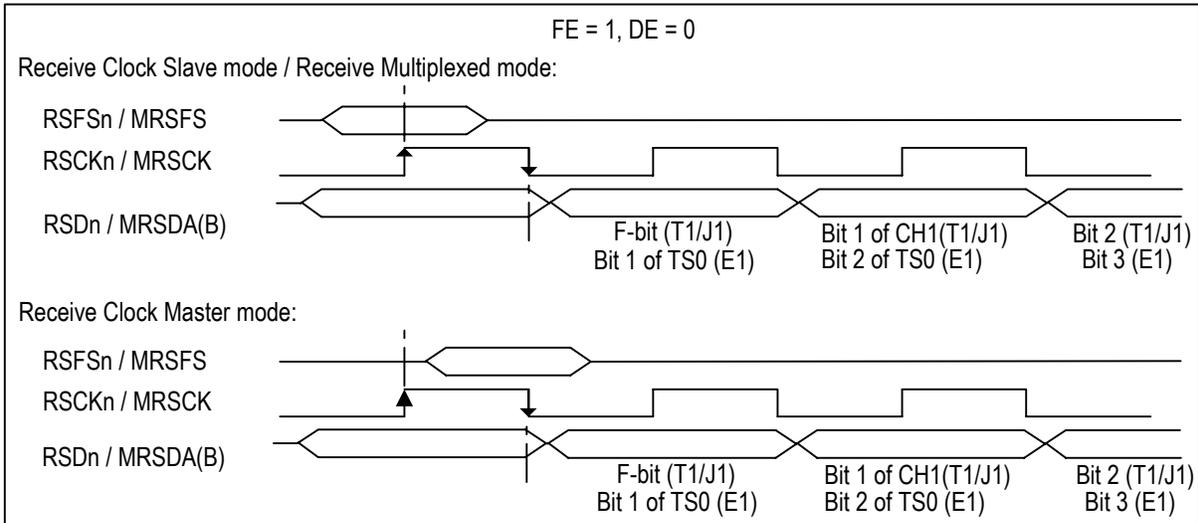 FE = 1, DE = 0
Receive Clock Slave mode / Receive Multiplexed mode:
RSFSn / MRSFS
RSCKn / MRSCK
RSDn / MRSDA(B)
F-bit (T1/J1)
Bit 1 of TS0 (E1)
Bit 1 of CH1(T1/J1)
Bit 2 of TS0 (E1)
Bit 2 (T1/J1)
Bit 3 (E1)
Receive Clock Master mode:
RSFSn / MRSFS
RSCKn / MRSCK
RSDn / MRSDA(B)
F-bit (T1/J1)
Bit 1 of TS0 (E1)
Bit 1 of CH1(T1/J1)
Bit 2 of TS0 (E1)
Bit 2 (T1/J1)
Bit 3 (E1)